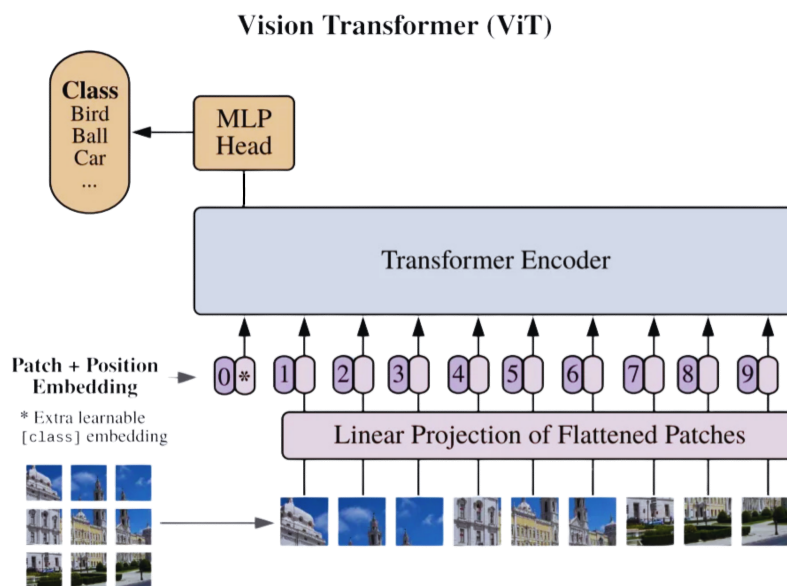 Vision Transformer (ViT)
Class
Bird
Ball
Car
...
MLP
Head
Transformer Encoder
Patch + Position
Embedding
0 * 1 2 3 4 5 6 7 8 9
* Extra learnable
[class] embedding
Linear Projection of Flattened Patches